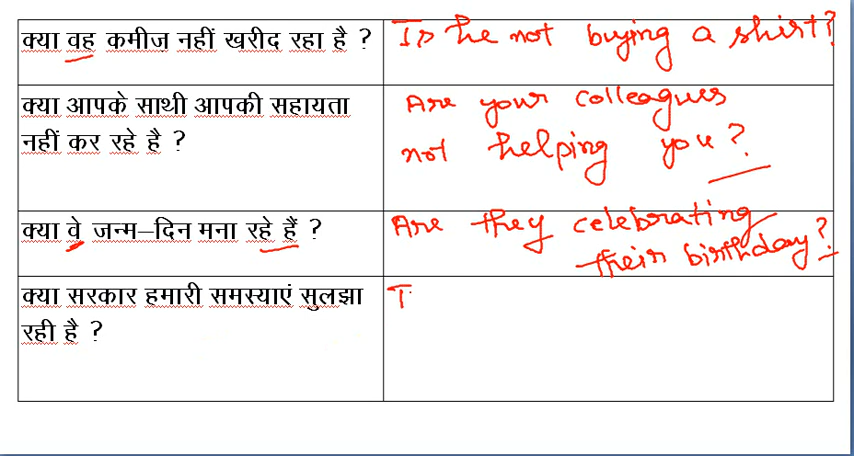 क्या वह कमीज़ नहीं खरीद रहा है ?
Is he not buying a shirt?
क्या आपके साथी आपकी सहायता
नहीं कर रहे है ?
Are your colleagues
not helping you?
क्या वे जन्म–दिन मना रहे हैं ?
Are they celebrating
their birthday?
क्या सरकार हमारी समस्याएं सुलझा
रही है ?
I